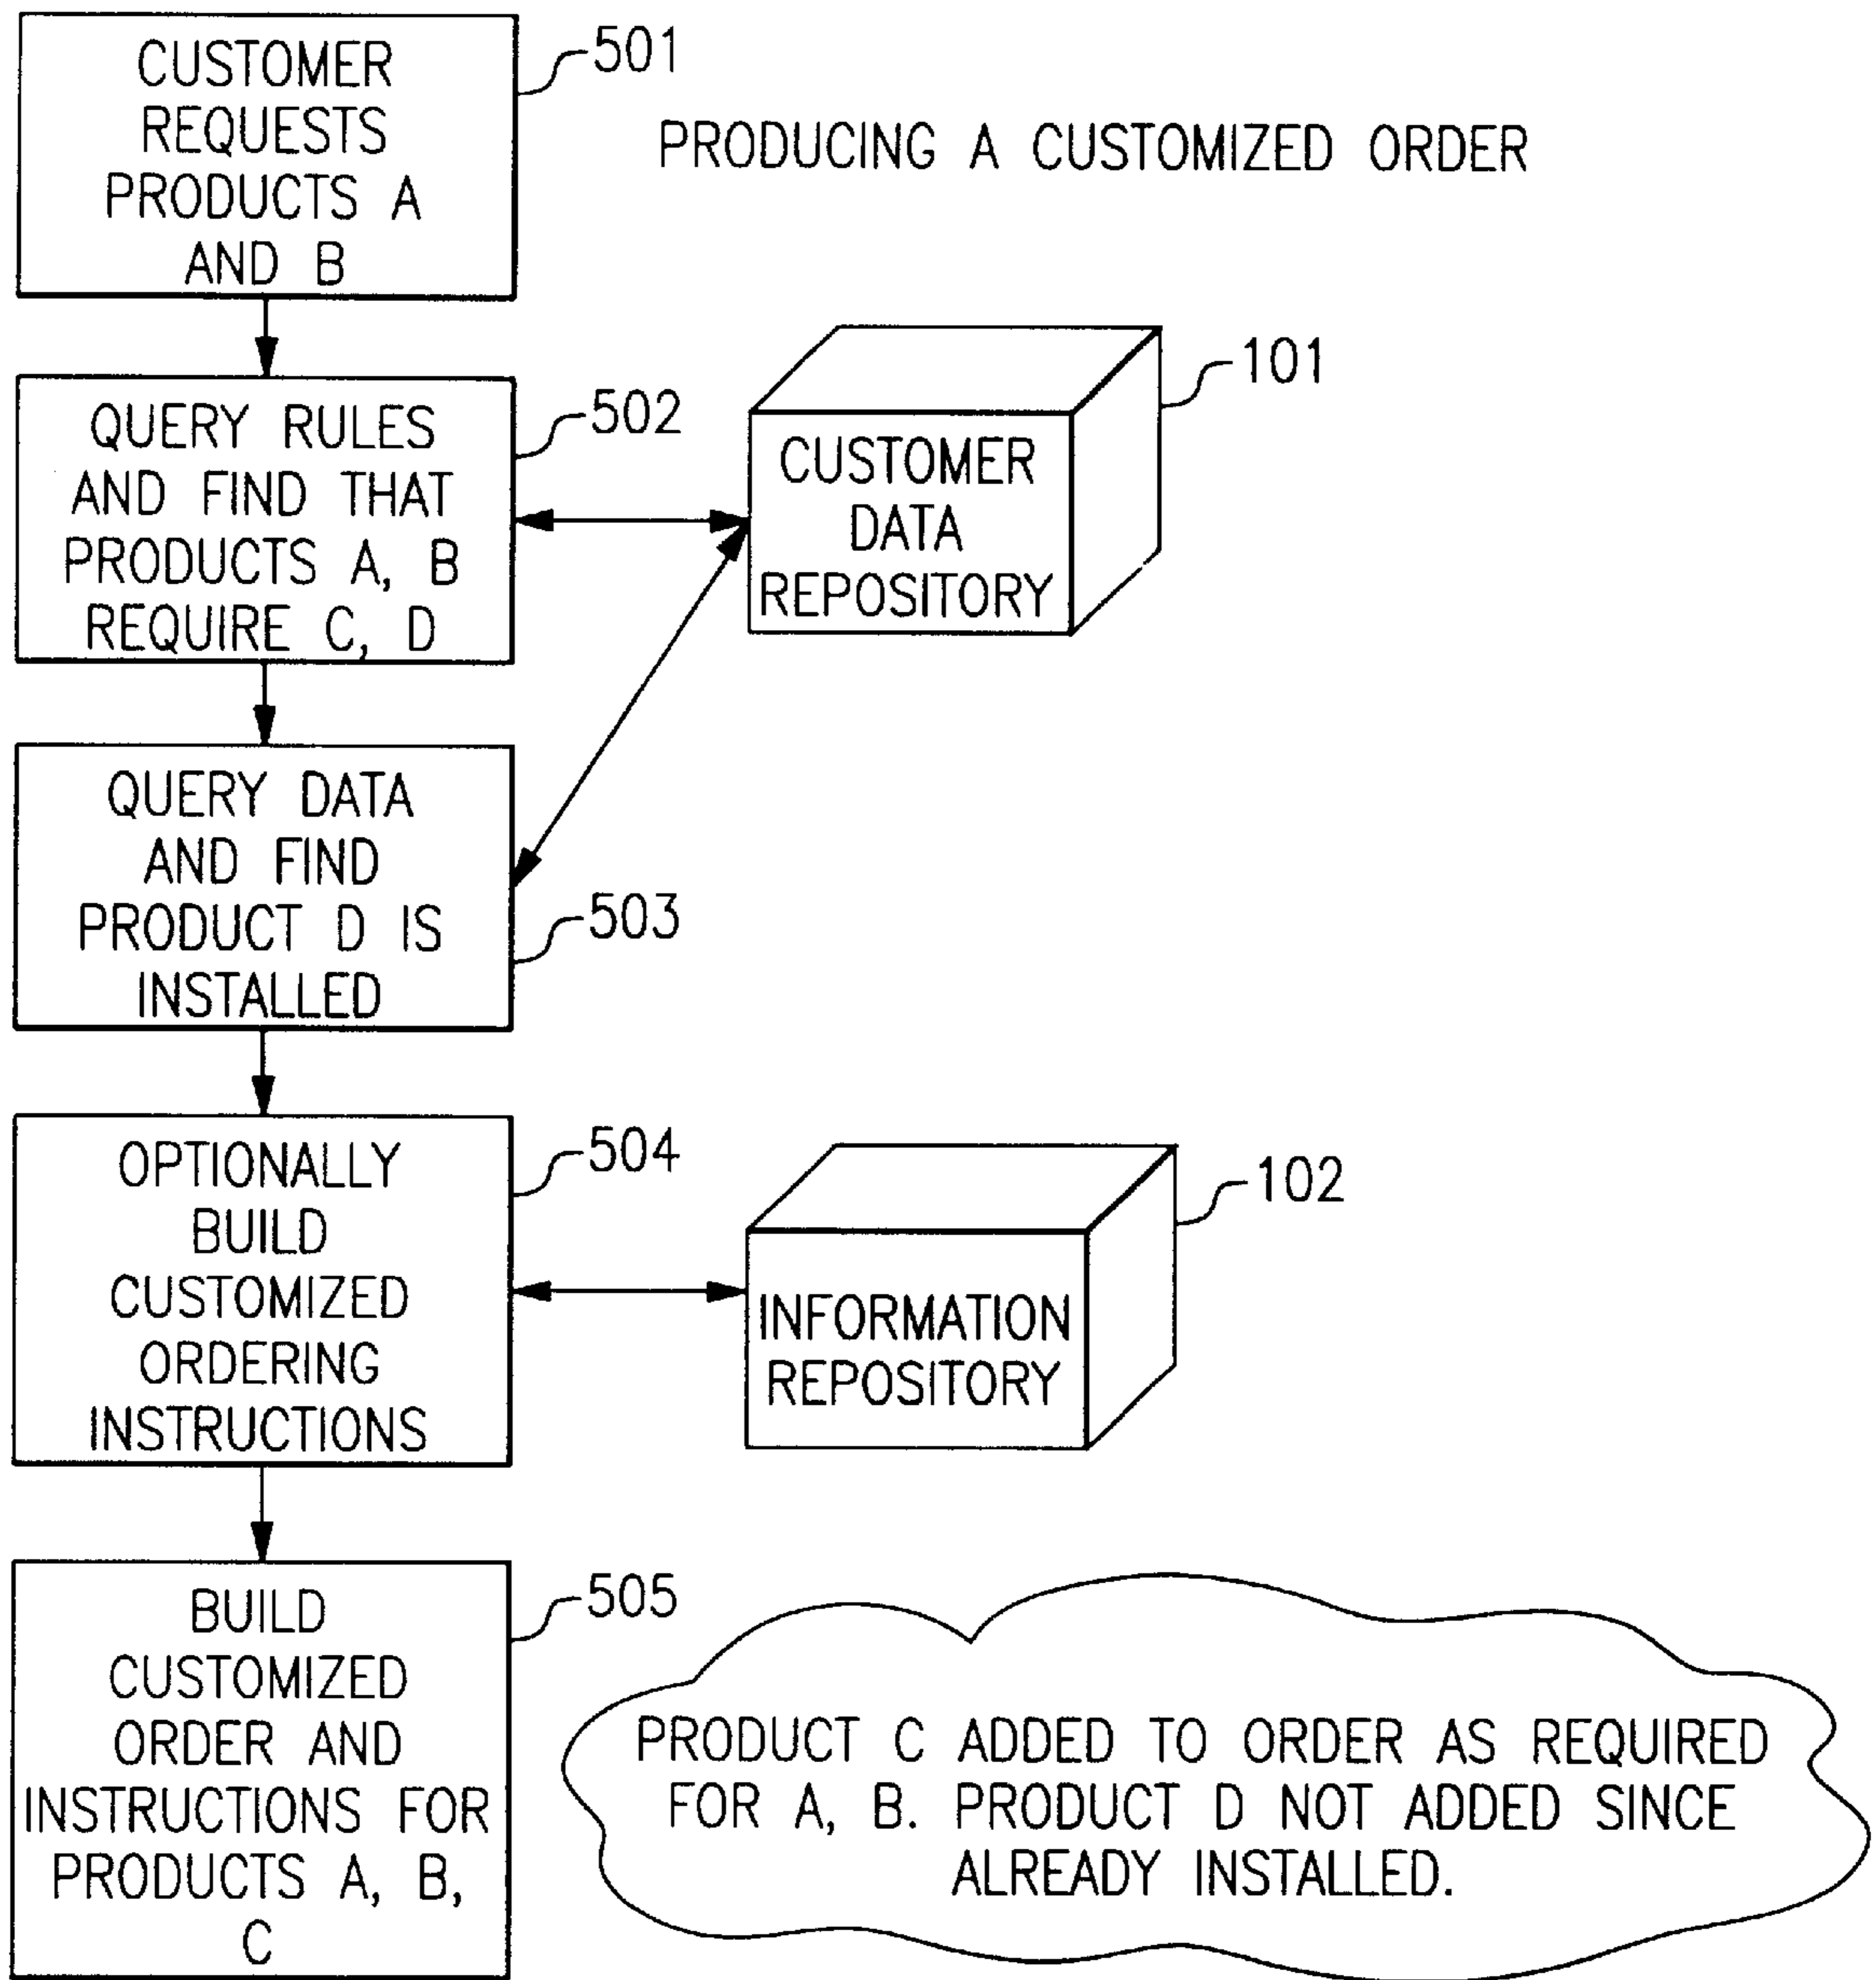 CUSTOMER
REQUESTS
PRODUCTS A
AND B
501
PRODUCING A CUSTOMIZED ORDER
QUERY RULES
AND FIND THAT
PRODUCTS A, B
REQUIRE C, D
502
CUSTOMER
DATA
REPOSITORY
101
QUERY DATA
AND FIND
PRODUCT D IS
INSTALLED
503
OPTIONALLY
BUILD
CUSTOMIZED
ORDERING
INSTRUCTIONS
504
INFORMATION
REPOSITORY
102
BUILD
CUSTOMIZED
ORDER AND
INSTRUCTIONS FOR
PRODUCTS A, B,
C
505
PRODUCT C ADDED TO ORDER AS REQUIRED
FOR A, B. PRODUCT D NOT ADDED SINCE
ALREADY INSTALLED.